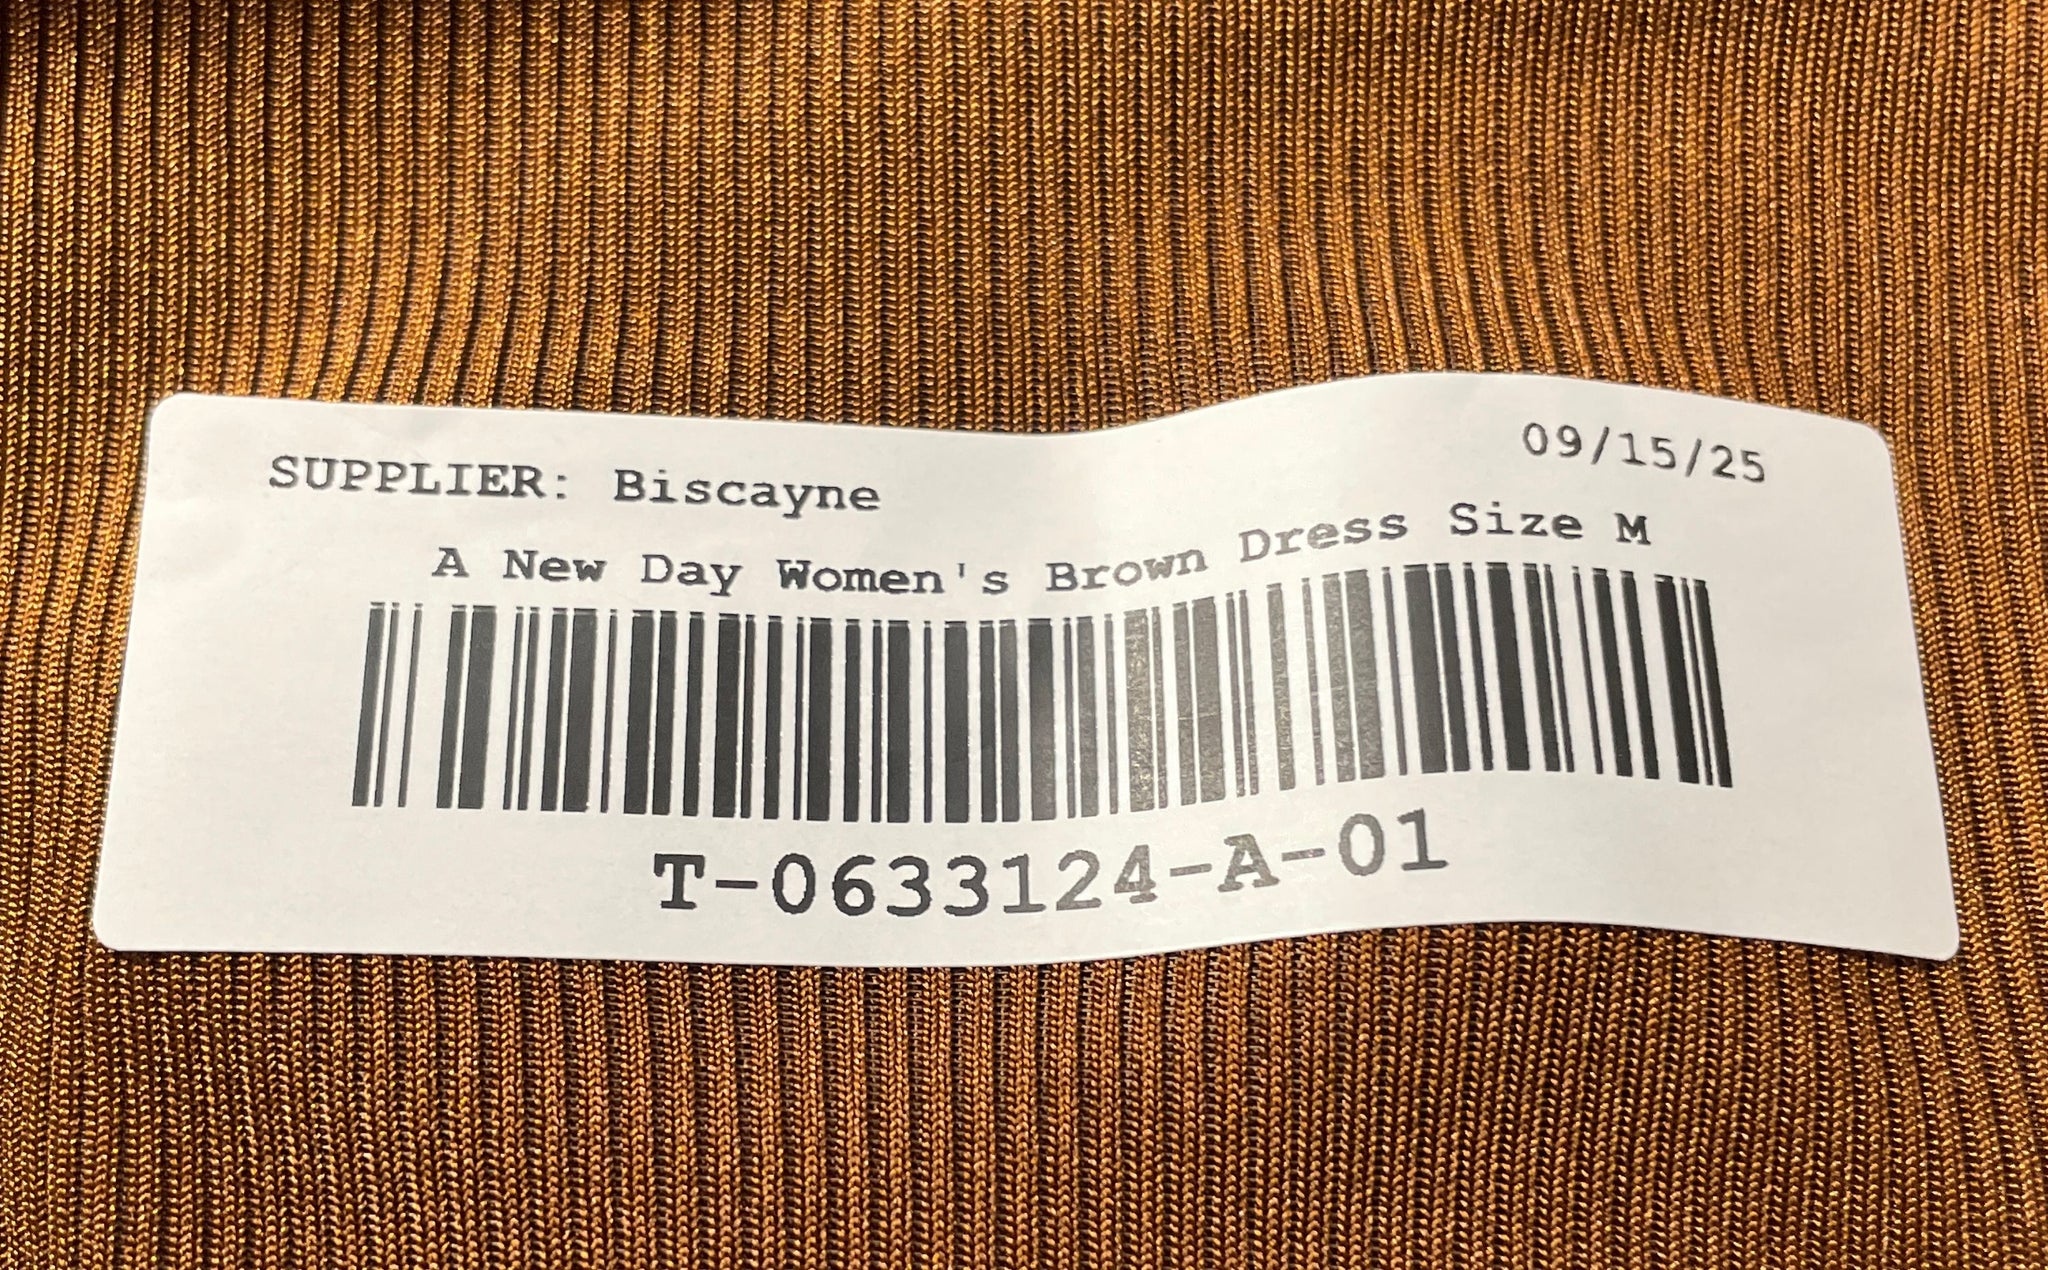 09/15/25
SUPPLIER: Biscayne
A New Day Women's Brown Dress Size M
T-0633124-A-01